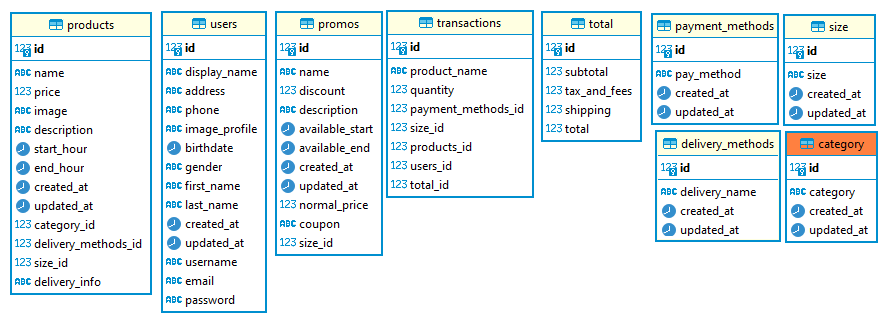 products
123 id
ABC name
123 price
ABC image
ABC description
start_hour
end_hour
created_at
updated_at
123 category_id
123 delivery_methods_id
123 size_id
ABC delivery_info
users
123 id
ABC display_name
ABC address
ABC phone
ABC image_profile
birthdate
ABC gender
ABC first_name
ABC last_name
created_at
updated_at
ABC username
ABC email
ABC password
promos
123 id
ABC name
123 discount
ABC description
available_start
available_end
created_at
updated_at
123 normal_price
ABC coupon
123 size_id
transactions
123 id
123 product_name
123 quantity
123 payment_methods_id
123 size_id
123 products_id
123 users_id
123 total_id
total
123 id
123 subtotal
123 tax_and_fees
123 shipping
123 total
payment_methods
123 id
ABC pay_method
created_at
updated_at
size
123 id
ABC size
created_at
updated_at
delivery_methods
123 id
ABC delivery_name
created_at
updated_at
category
123 id
ABC category
created_at
updated_at